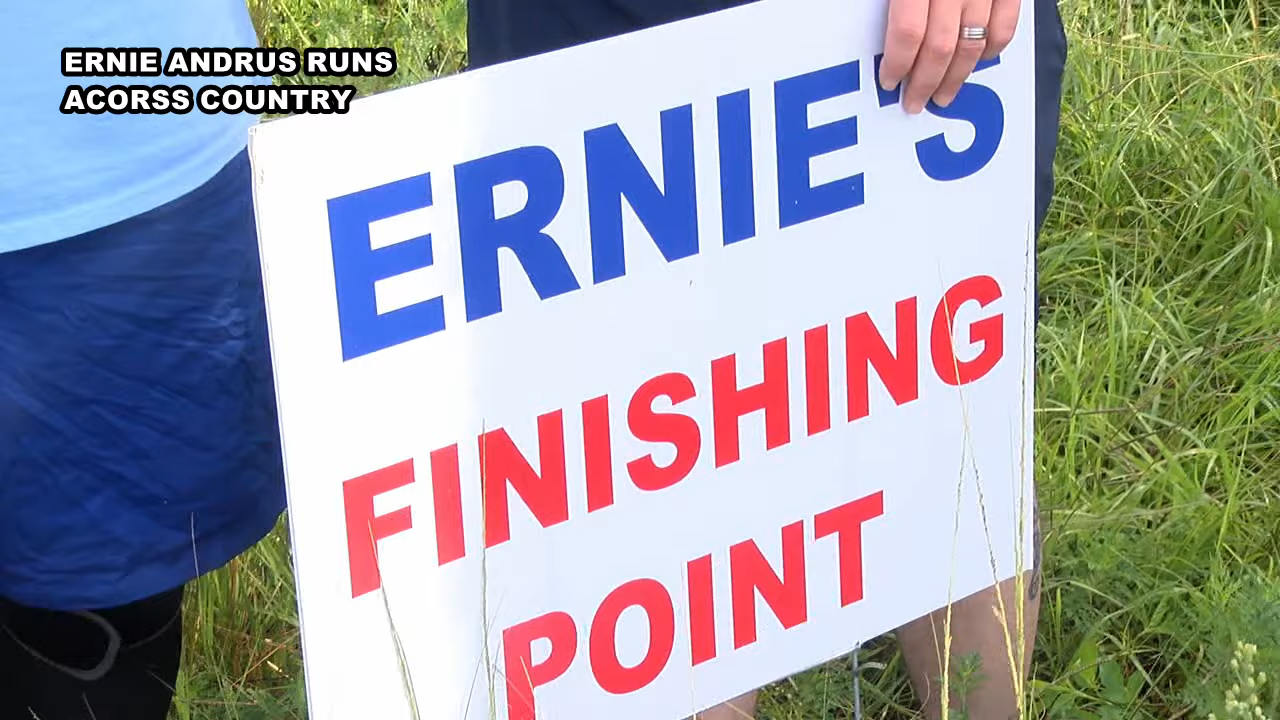 ERNIE ANDRUS RUNS
ACORSS COUNTRY
ERNIE'S
FINISHING
POINT